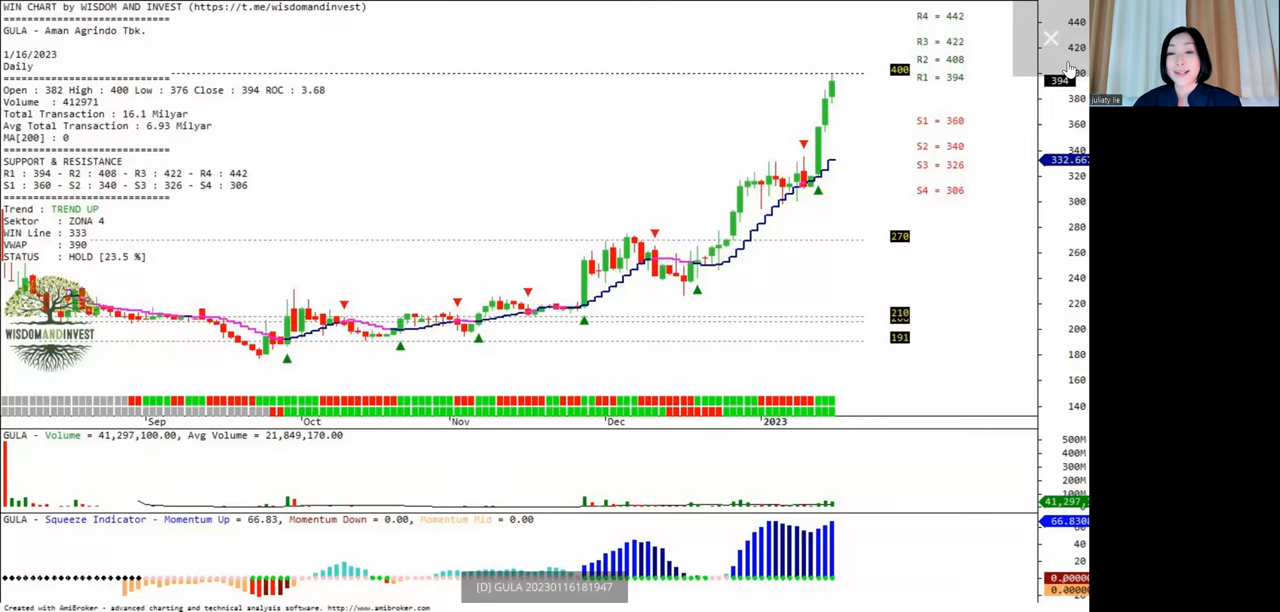 WIN CHART by WISDOM AND INVEST (https://t.me/wisdomandinvest)
==============================
GULA - Aman Agrindo Tbk.
1/16/2023
Daily
==============================
Open : 382 High : 400 Low : 376 Close : 394 ROC : 3.68
Volume : 412971
Total Transaction : 16.1 Milyar
Avg Total Transaction : 6.93 Milyar
MA[200] : 0
==============================
SUPPORT & RESISTANCE
R1 : 394 - R2 : 408 - R3 : 422 - R4 : 442
S1 : 360 - S2 : 340 - S3 : 326 - S4 : 306
==============================
Trend : TREND UP
Sektor : ZONA 4
WIN Line : 333
VWAP : 390
STATUS : HOLD [23.5 %]
WISDOMANDINVEST
R4 = 442
R3 = 422
R2 = 408
R1 = 394
S1 = 360
S2 = 340
S3 = 326
S4 = 306
400
270
210
191
440
420
394
380
360
340
332.667
320
300
280
260
240
220
200
180
160
140
juliaty lie
Sep
Oct
Nov
Dec
2023
GULA - Volume = 41,297,100.00, Avg Volume = 21,849,170.00
500M
400M
300M
200M
100M
41,297,
GULA - Squeeze Indicator - Momentum Up = 66.83, Momentum Down = 0.00, Momentum Mid = 0.00
66.8308
40
20
0.00000
0.00000
[D] GULA 20230116181947
Created with AmiBroker - advanced charting and technical analysis software. http://www.amibroker.com